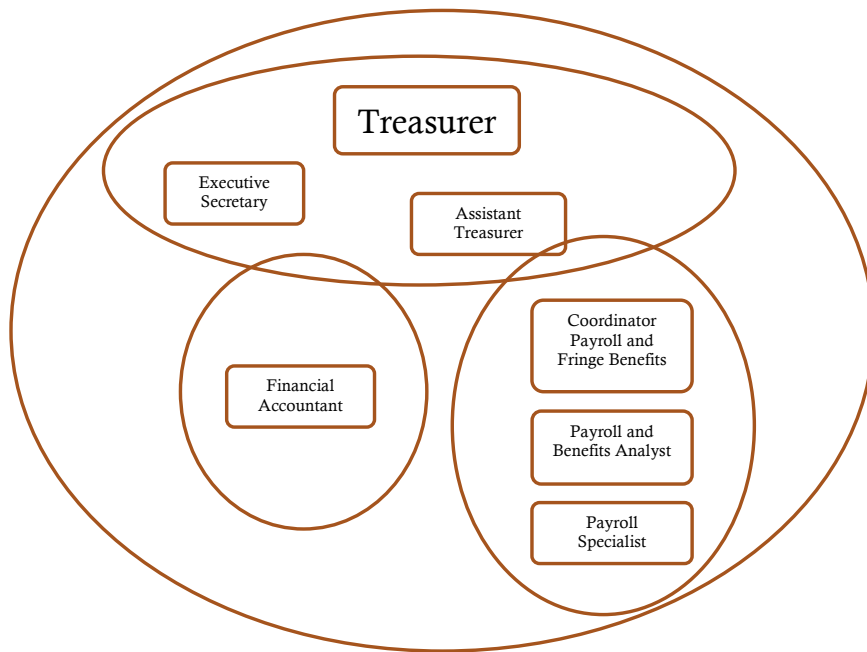 Treasurer
Executive
Secretary
Assistant
Treasurer
Coordinator
Payroll and
Fringe Benefits
Financial
Accountant
Payroll and
Benefits Analyst
Payroll
Specialist